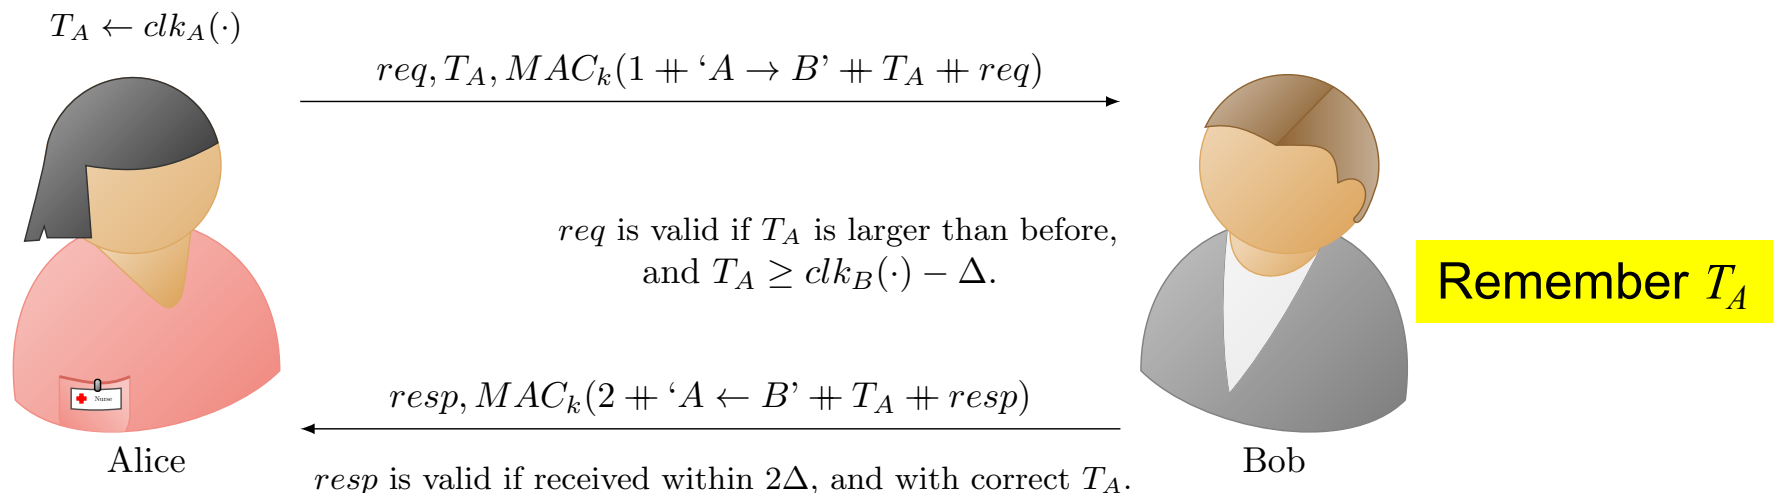 T_A ← clk_A(·)
req, T_A, MAC_k(1 ⧺ ‘A → B’ ⧺ T_A ⧺ req)
req is valid if T_A is larger than before,
and T_A ≥ clk_B(·) − Δ.
Remember T_A
Nurse
resp, MAC_k(2 ⧺ ‘A ← B’ ⧺ T_A ⧺ resp)
Alice
Bob
resp is valid if received within 2Δ, and with correct T_A.